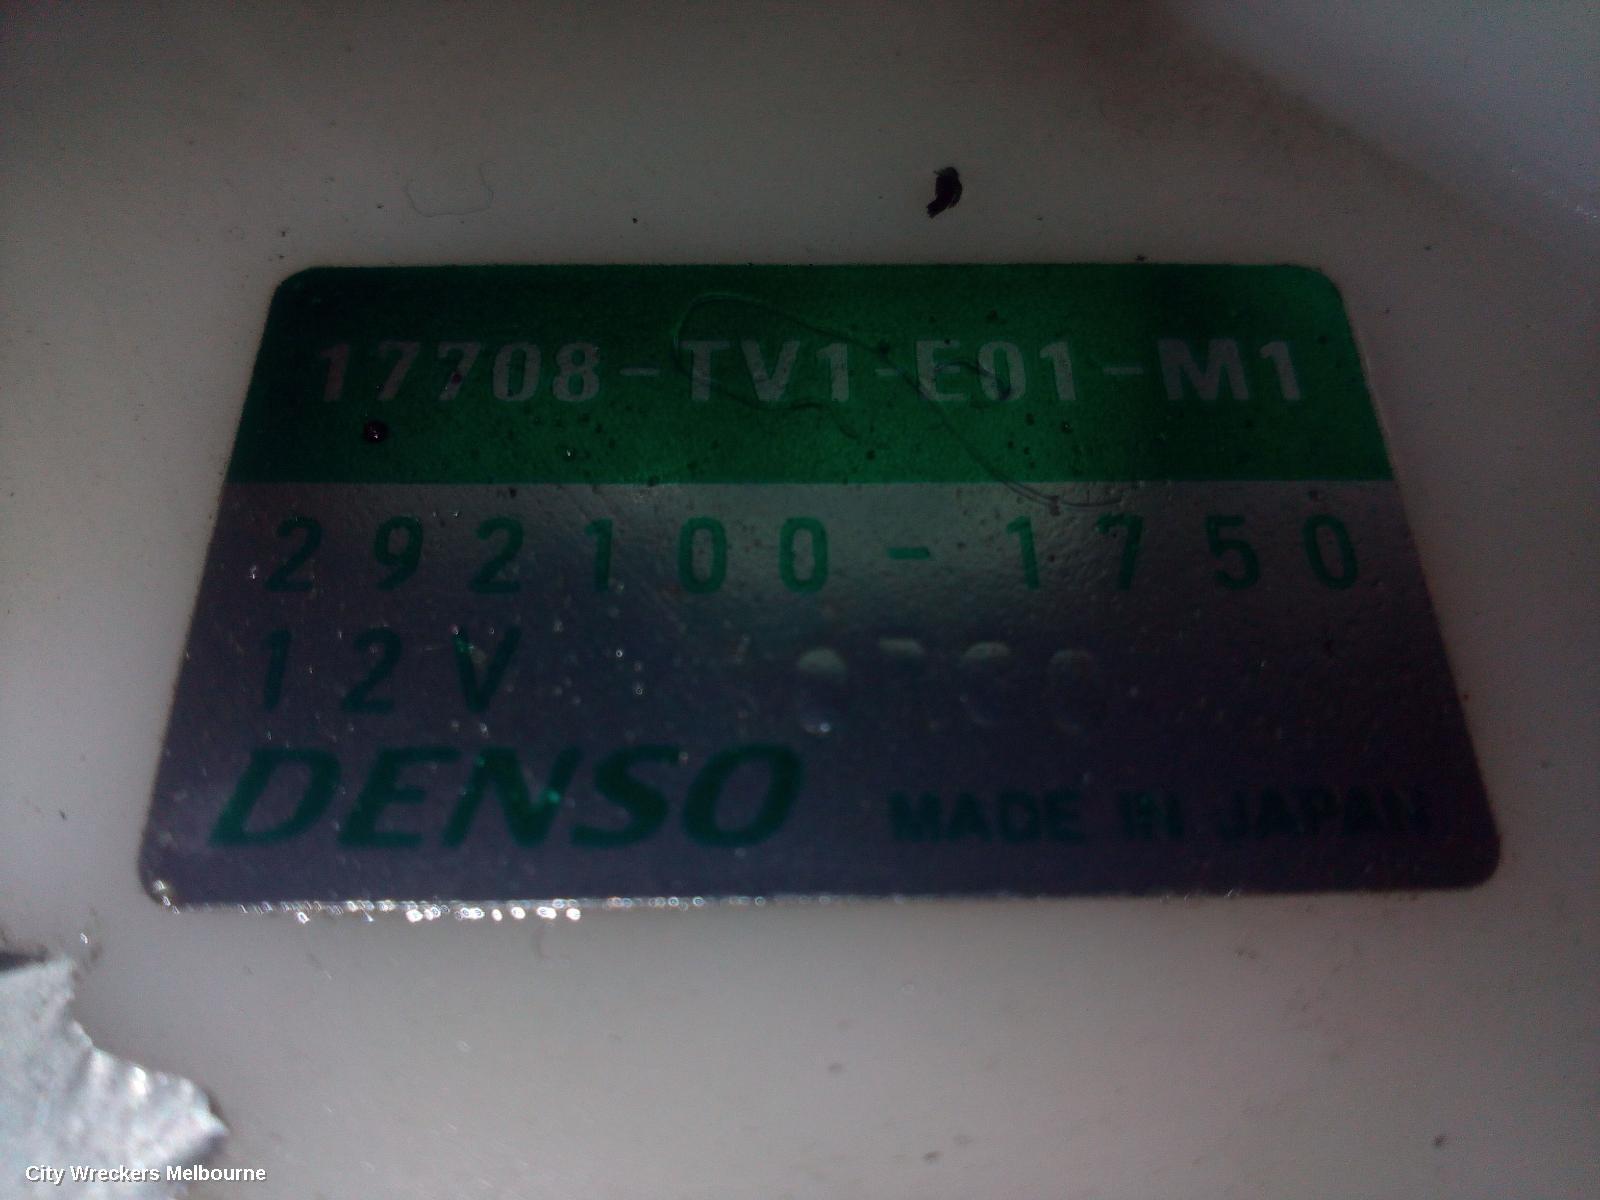 17708-TV1-E01-M1
292100-1750
12V
DENSO MADE IN JAPAN
City Wreckers Melbourne